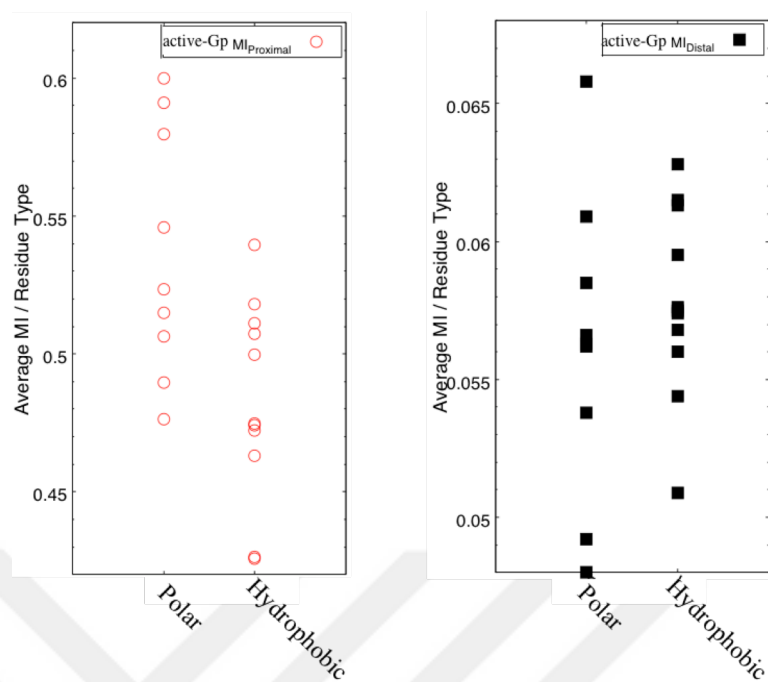 active-Gp MIProximal
0.6
0.55
0.5
0.45
Average MI / Residue Type
Polar
Hydrophobic
active-Gp MIDistal
0.065
0.06
0.055
0.05
Average MI / Residue Type
Polar
Hydrophobic